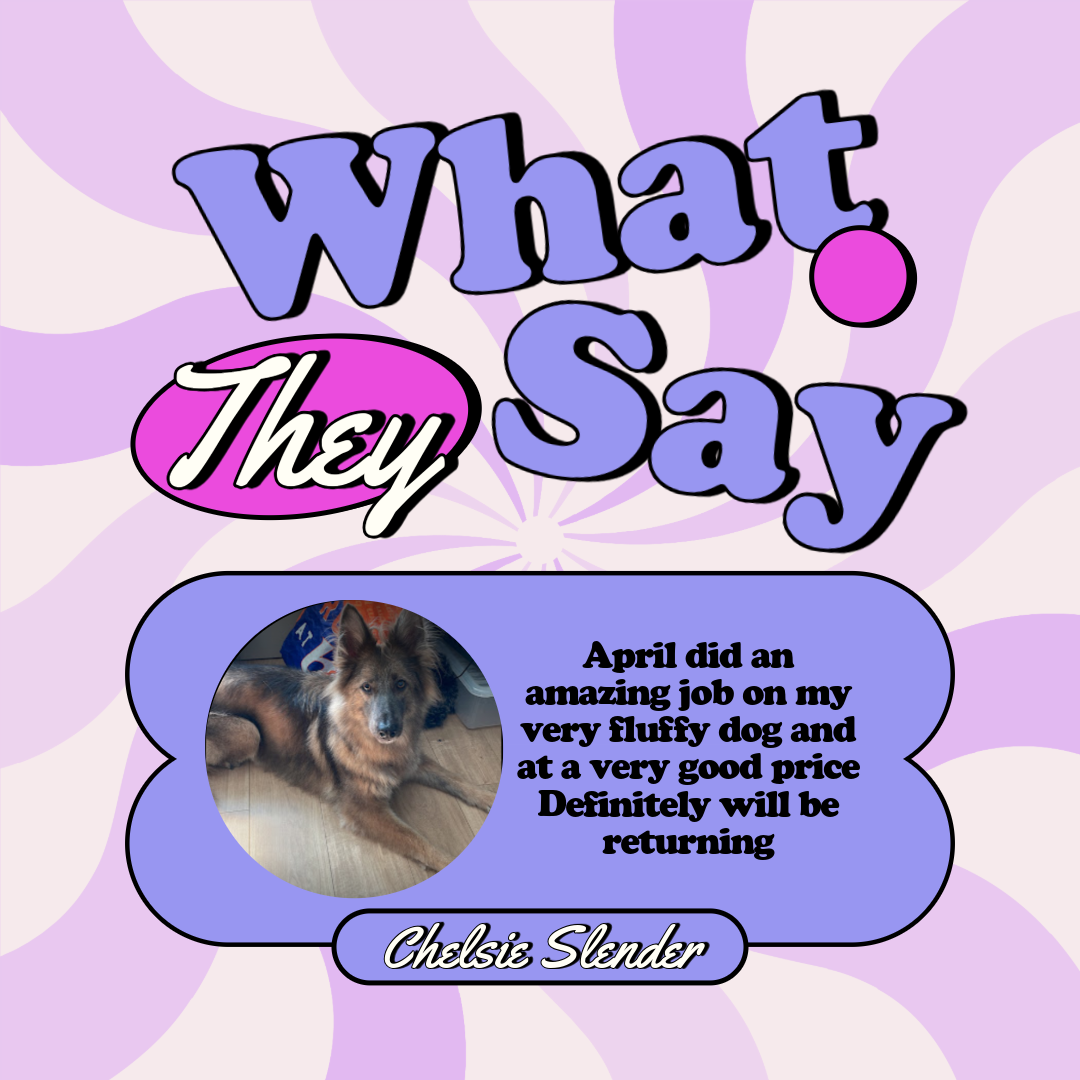 What
They Say
April did an
amazing job on my
very fluffy dog and
at a very good price
Definitely will be
returning
Chelsie Slender